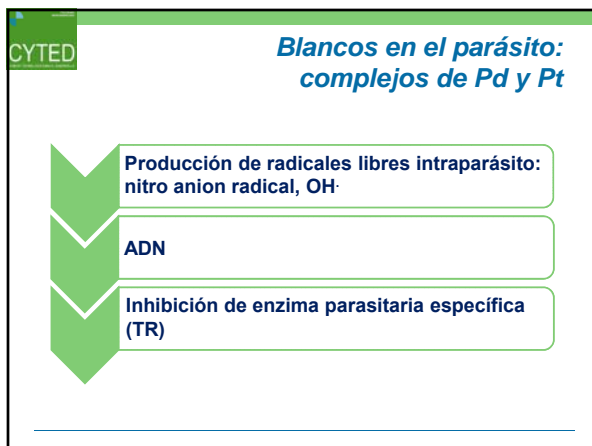 CYTED
Blancos en el parásito:
complejos de Pd y Pt
Producción de radicales libres intraparásito:
nitro anion radical, OH·
ADN
Inhibición de enzima parasitaria específica
(TR)